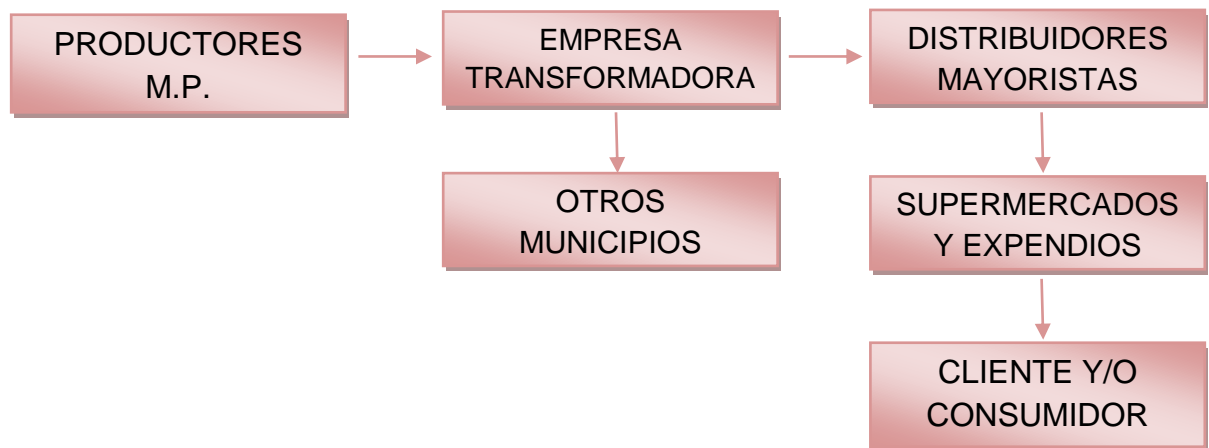 PRODUCTORES
M.P.
EMPRESA
TRANSFORMADORA
DISTRIBUIDORES
MAYORISTAS
OTROS
MUNICIPIOS
SUPERMERCADOS
Y EXPENDIOS
CLIENTE Y/O
CONSUMIDOR